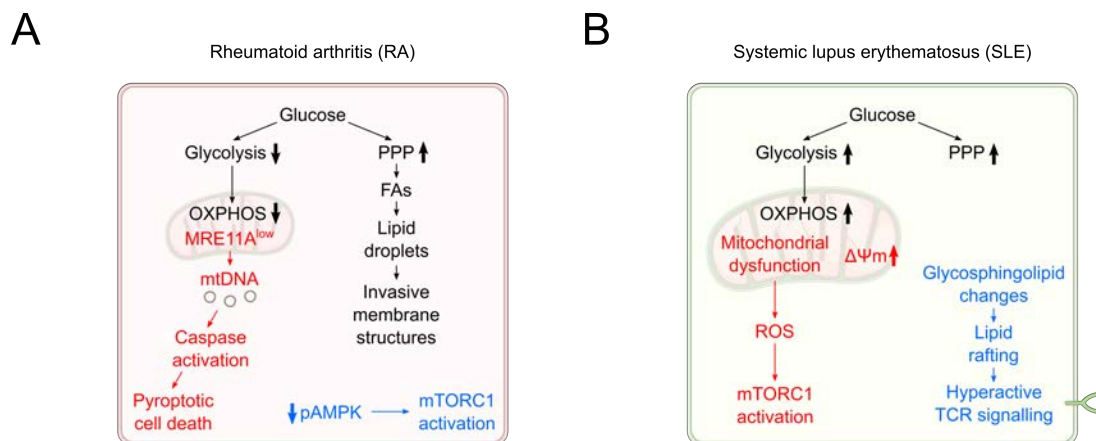 A
Rheumatoid arthritis (RA)
Glucose
Glycolysis
PPP
FAs
OXPHOS
MRE11Alow
Lipid
droplets
mtDNA
Invasive
membrane
structures
Caspase
activation
Pyroptotic
cell death
pAMPK
mTORC1
activation
B
Systemic lupus erythematosus (SLE)
Glucose
Glycolysis
PPP
OXPHOS
Mitochondrial
dysfunction
ΔΨm
Glycosphingolipid
changes
ROS
Lipid
rafting
mTORC1
activation
Hyperactive
TCR signalling